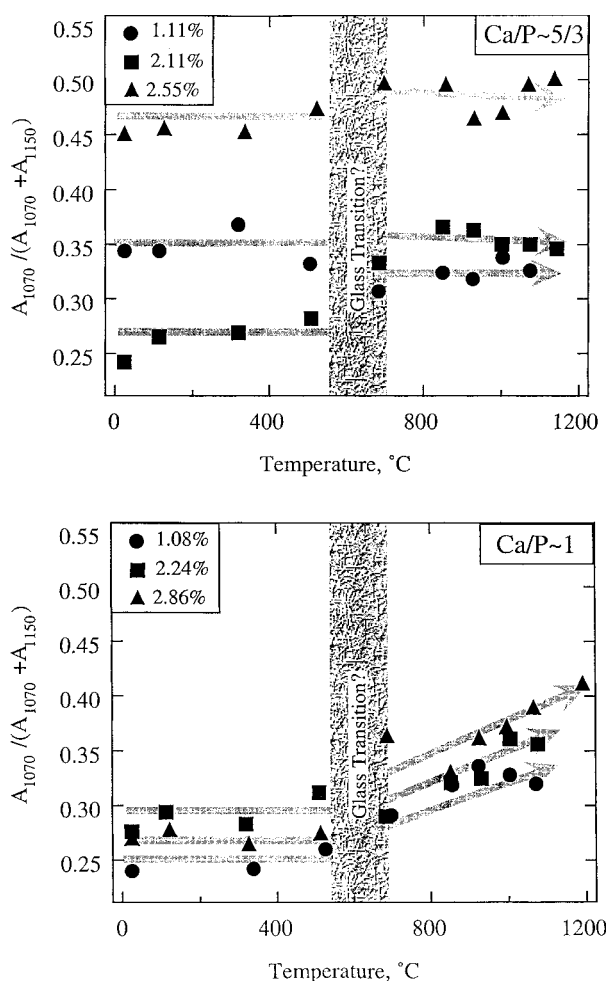 0.55
1.11%
2.11%
2.55%
Ca/P~5/3
0.50
0.45
0.40
0.35
0.30
0.25
A1070 /(A1070 +A1150)
Glass Transition?
0 400 800 1200
Temperature, ˚C
0.55
1.08%
2.24%
2.86%
Ca/P~1
0.50
0.45
0.40
0.35
0.30
0.25
A1070 /(A1070 +A1150)
Glass Transition?
0 400 800 1200
Temperature, ˚C